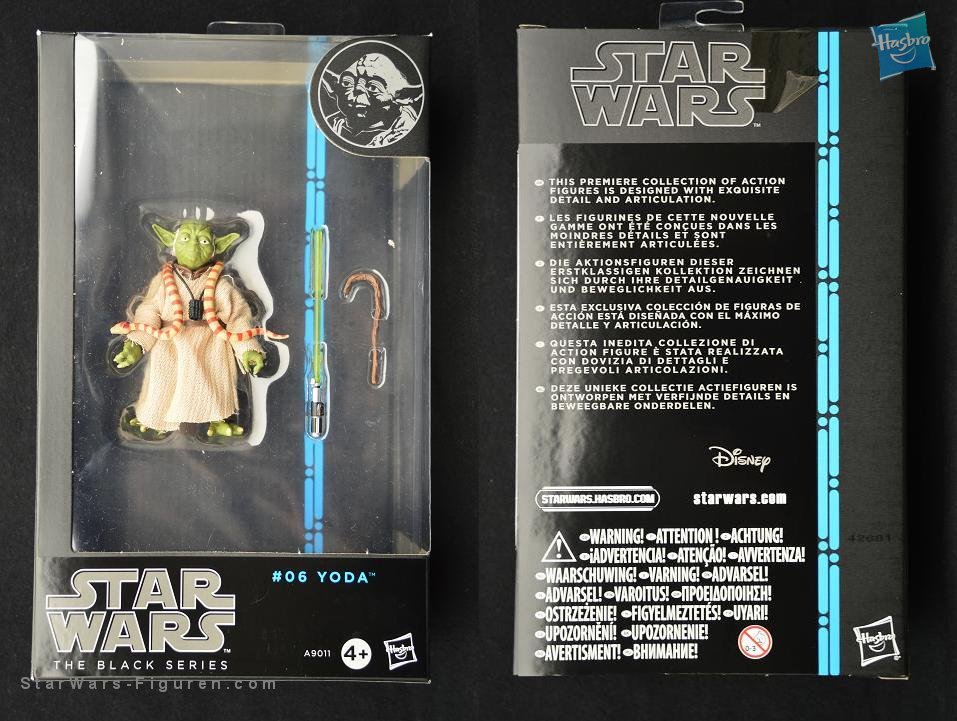 #06 YODA™
STAR
WARS™
THE BLACK SERIES
A9011
4+
Hasbro
StarWars-Figuren.com
Hasbro
STAR
WARS™
THIS PREMIERE COLLECTION OF ACTION
FIGURES IS DESIGNED WITH EXQUISITE
DETAIL AND ARTICULATION.
LES FIGURINES DE CETTE NOUVELLE
GAMME ONT ÉTÉ CONÇUES DANS LES
MOINDRES DÉTAILS ET SONT
ENTIÈREMENT ARTICULÉES.
DIE AKTIONSFIGUREN DIESER
ERSTKLASSIGEN KOLLEKTION ZEICHNEN
SICH DURCH IHRE DETAILGENAUIGKEIT
UND BEWEGLICHKEIT AUS.
ESTA EXCLUSIVA COLECCIÓN DE FIGURAS DE
ACCIÓN ESTÁ DISEÑADA CON EL MÁXIMO
DETALLE Y ARTICULACIÓN.
QUESTA INEDITA COLLEZIONE DI
ACTION FIGURE È STATA REALIZZATA
CON DOVIZIA DI DETTAGLI E
PREGEVOLI ARTICOLAZIONI.
DEZE UNIEKE COLLECTIE ACTIEFIGUREN IS
ONTWORPEN MET VERFIJNDE DETAILS EN
BEWEEGBARE ONDERDELEN.
Disney
STARWARS.HASBRO.COM
starwars.com
WARNING! ATTENTION! ACHTUNG!
¡ADVERTENCIA! ATENÇÃO! AVVERTENZA!
WAARSCHUWING! VARNING! ADVARSEL!
ADVARSEL! VAROITUS! ΠΡΟΕΙΔΟΠΟΙΗΣΗ!
OSTRZEŻENIE! FIGYELMEZTETÉS! UYARI!
UPOZORNĚNÍ! UPOZORNENIE!
AVERTISMENT! ВНИМАНИЕ!
0-3
42681
Hasbro